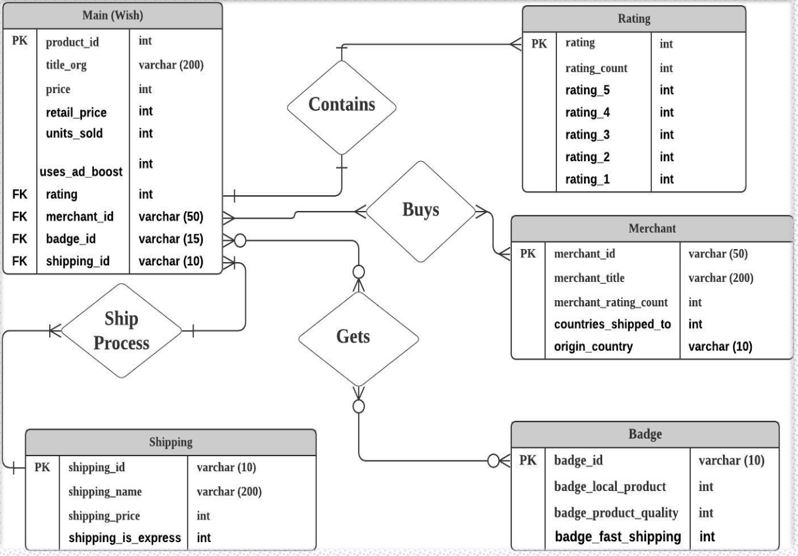 Main (Wish)
PK product_id int
title_org varchar (200)
price int
retail_price int
units_sold int
uses_ad_boost int
FK rating int
FK merchant_id varchar (50)
FK badge_id varchar (15)
FK shipping_id varchar (10)
Contains
Rating
PK rating int
rating_count int
rating_5 int
rating_4 int
rating_3 int
rating_2 int
rating_1 int
Buys
Merchant
PK merchant_id varchar (50)
merchant_title varchar (200)
merchant_rating_count int
countries_shipped_to int
origin_country varchar (10)
Ship
Process
Gets
Shipping
PK shipping_id varchar (10)
shipping_name varchar (200)
shipping_price int
shipping_is_express int
Badge
PK badge_id varchar (10)
badge_local_product int
badge_product_quality int
badge_fast_shipping int